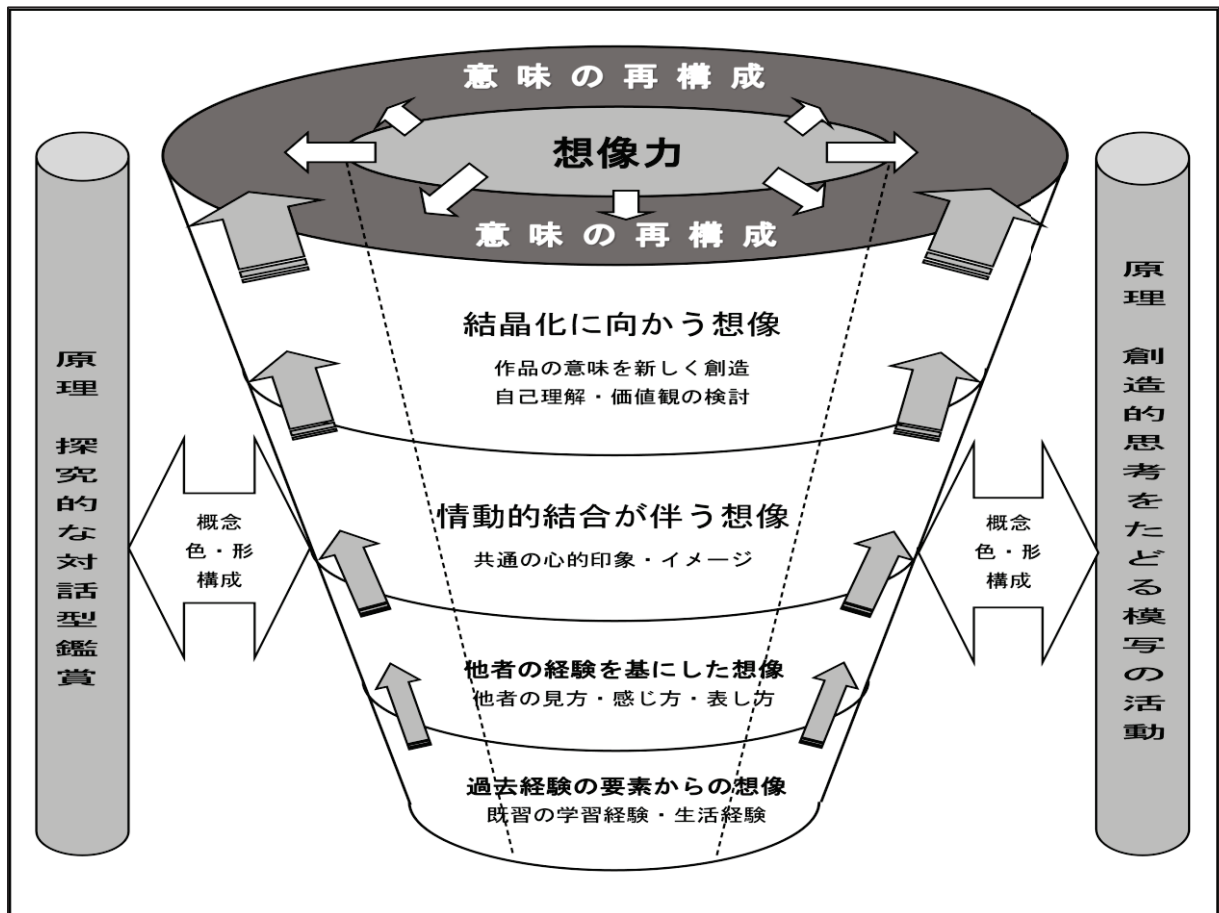 意味の再構成
想像力
意味の再構成
結晶化に向かう想像
作品の意味を新しく創造
自己理解・価値観の検討
情動的結合が伴う想像
共通の心的印象・イメージ
他者の経験を基にした想像
他者の見方・感じ方・表し方
過去経験の要素からの想像
既習の学習経験・生活経験
原理 探究的な対話型鑑賞
概念
色・形
構成
概念
色・形
構成
原理 創造的思考をたどる模写の活動